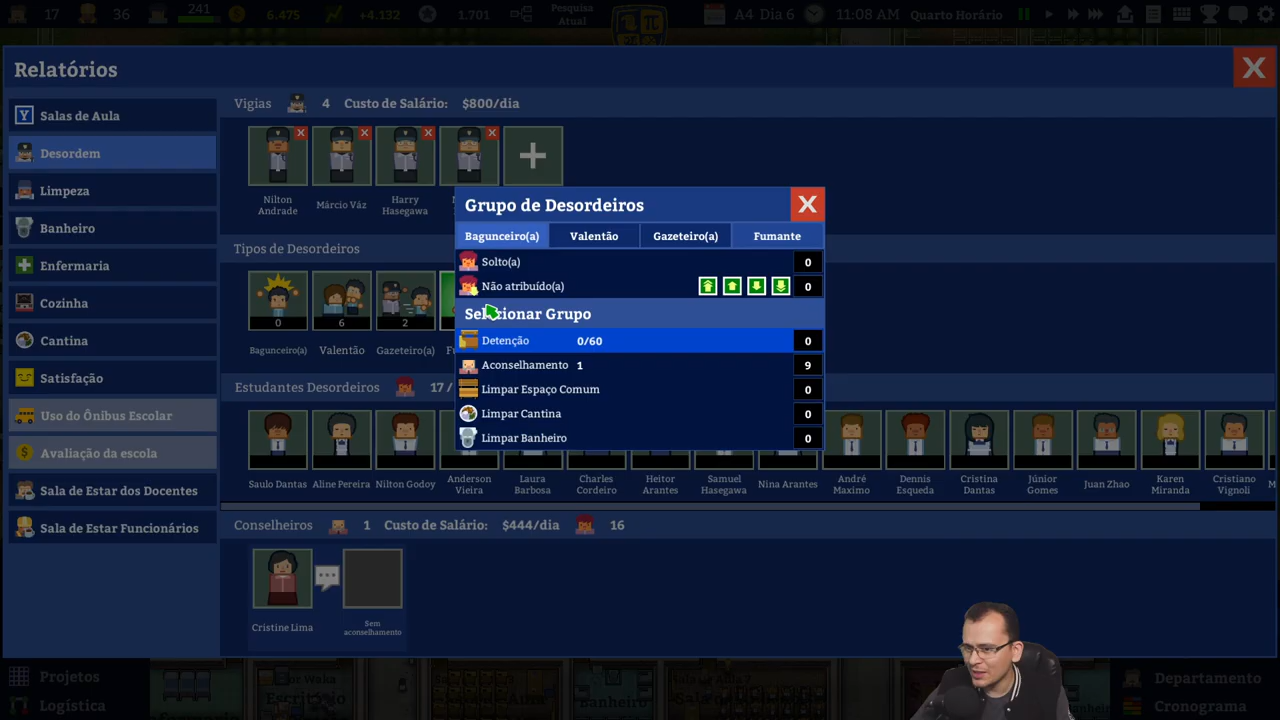 17 36 241 6.475 +4.132 1.701 Pesquisa Atual A4 Dia 6 11:08 AM Quarto Horário
Relatórios
Salas de Aula
Desordem
Limpeza
Banheiro
Enfermaria
Cozinha
Cantina
Satisfação
Uso do Ônibus Escolar
Avaliação da escola
Sala de Estar dos Docentes
Sala de Estar Funcionários
Vigias 4 Custo de Salário: $800/dia
Nilton Andrade
Márcio Váz
Harry Hasegawa
Tipos de Desordeiros
0 6 2
Bagunceiro(a) Valentão Gazeteiro(a)
Grupo de Desordeiros
Bagunceiro(a) Valentão Gazeteiro(a) Fumante
Solto(a) 0
Não atribuído(a) 0
Selecionar Grupo
Detenção 0/60 0
Aconselhamento 1 9
Limpar Espaço Comum 0
Limpar Cantina 0
Limpar Banheiro 0
Estudantes Desordeiros 17 /
Saulo Dantas
Aline Pereira
Nilton Godoy
Anderson Vieira
Laura Barbosa
Charles Cordeiro
Heitor Arantes
Samuel Hasegawa
Nina Arantes
André Maximo
Dennis Esqueda
Cristina Dantas
Júnior Gomes
Juan Zhao
Karen Miranda
Cristiano Vignoli
Conselheiros 1 Custo de Salário: $444/dia 16
Cristine Lima
Sem aconselhamento
Projetos
Logística
Escritório
Banheiro
Departamento
Cronograma